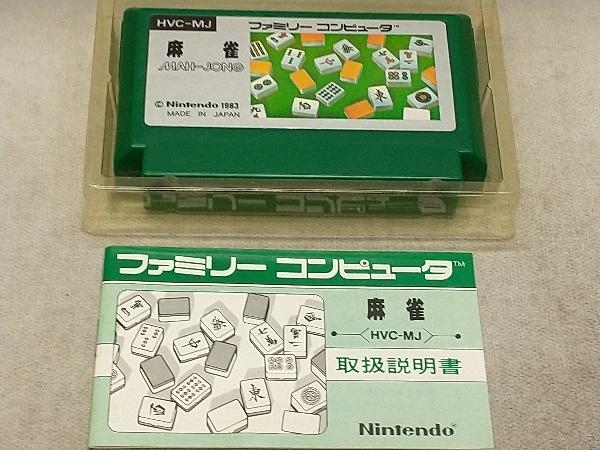 HVC-MJ
ファミリー コンピュータ™
麻雀
MAH-JONG
© Nintendo 1983
MADE IN JAPAN
ファミリー コンピュータ™
麻雀
HVC-MJ
取扱説明書
Nintendo®